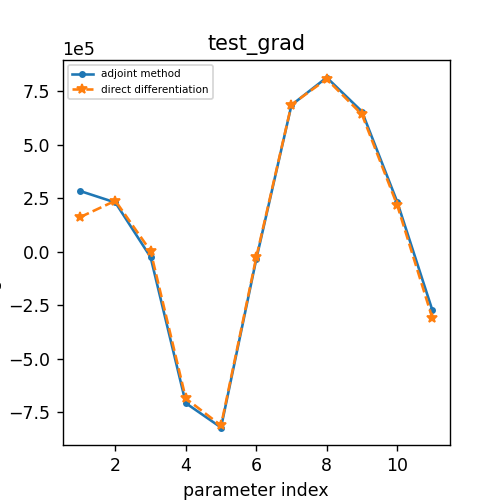 test_grad
1e5
adjoint method
direct differentiation
7.5
5.0
2.5
0.0
−2.5
−5.0
−7.5
2 4 6 8 10
parameter index